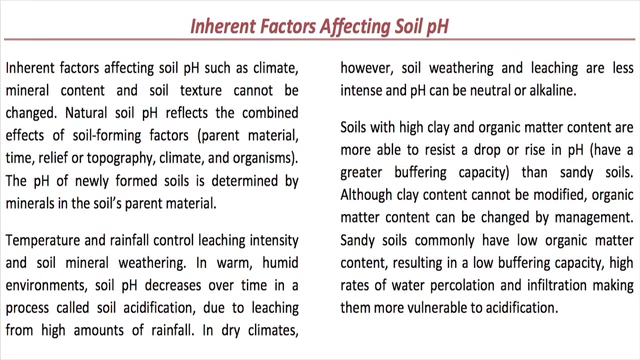 Inherent Factors Affecting Soil pH
Inherent factors affecting soil pH such as climate,
mineral content and soil texture cannot be
changed. Natural soil pH reflects the combined
effects of soil-forming factors (parent material,
time, relief or topography, climate, and organisms).
The pH of newly formed soils is determined by
minerals in the soil's parent material.
Temperature and rainfall control leaching intensity
and soil mineral weathering. In warm, humid
environments, soil pH decreases over time in a
process called soil acidification, due to leaching
from high amounts of rainfall. In dry climates,
however, soil weathering and leaching are less
intense and pH can be neutral or alkaline.
Soils with high clay and organic matter content are
more able to resist a drop or rise in pH (have a
greater buffering capacity) than sandy soils.
Although clay content cannot be modified, organic
matter content can be changed by management.
Sandy soils commonly have low organic matter
content, resulting in a low buffering capacity, high
rates of water percolation and infiltration making
them more vulnerable to acidification.